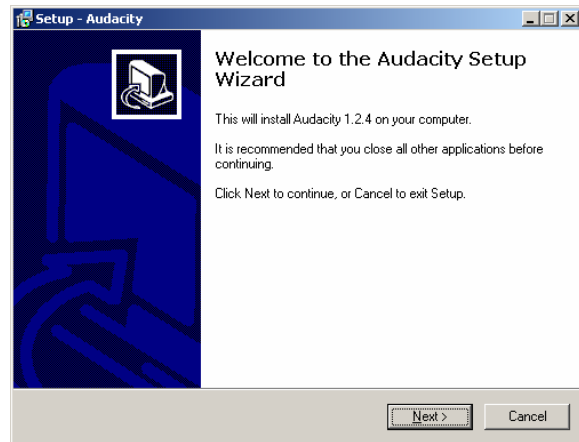 Setup - Audacity
Welcome to the Audacity Setup
Wizard
This will install Audacity 1.2.4 on your computer.
It is recommended that you close all other applications before
continuing.
Click Next to continue, or Cancel to exit Setup.
Next >
Cancel